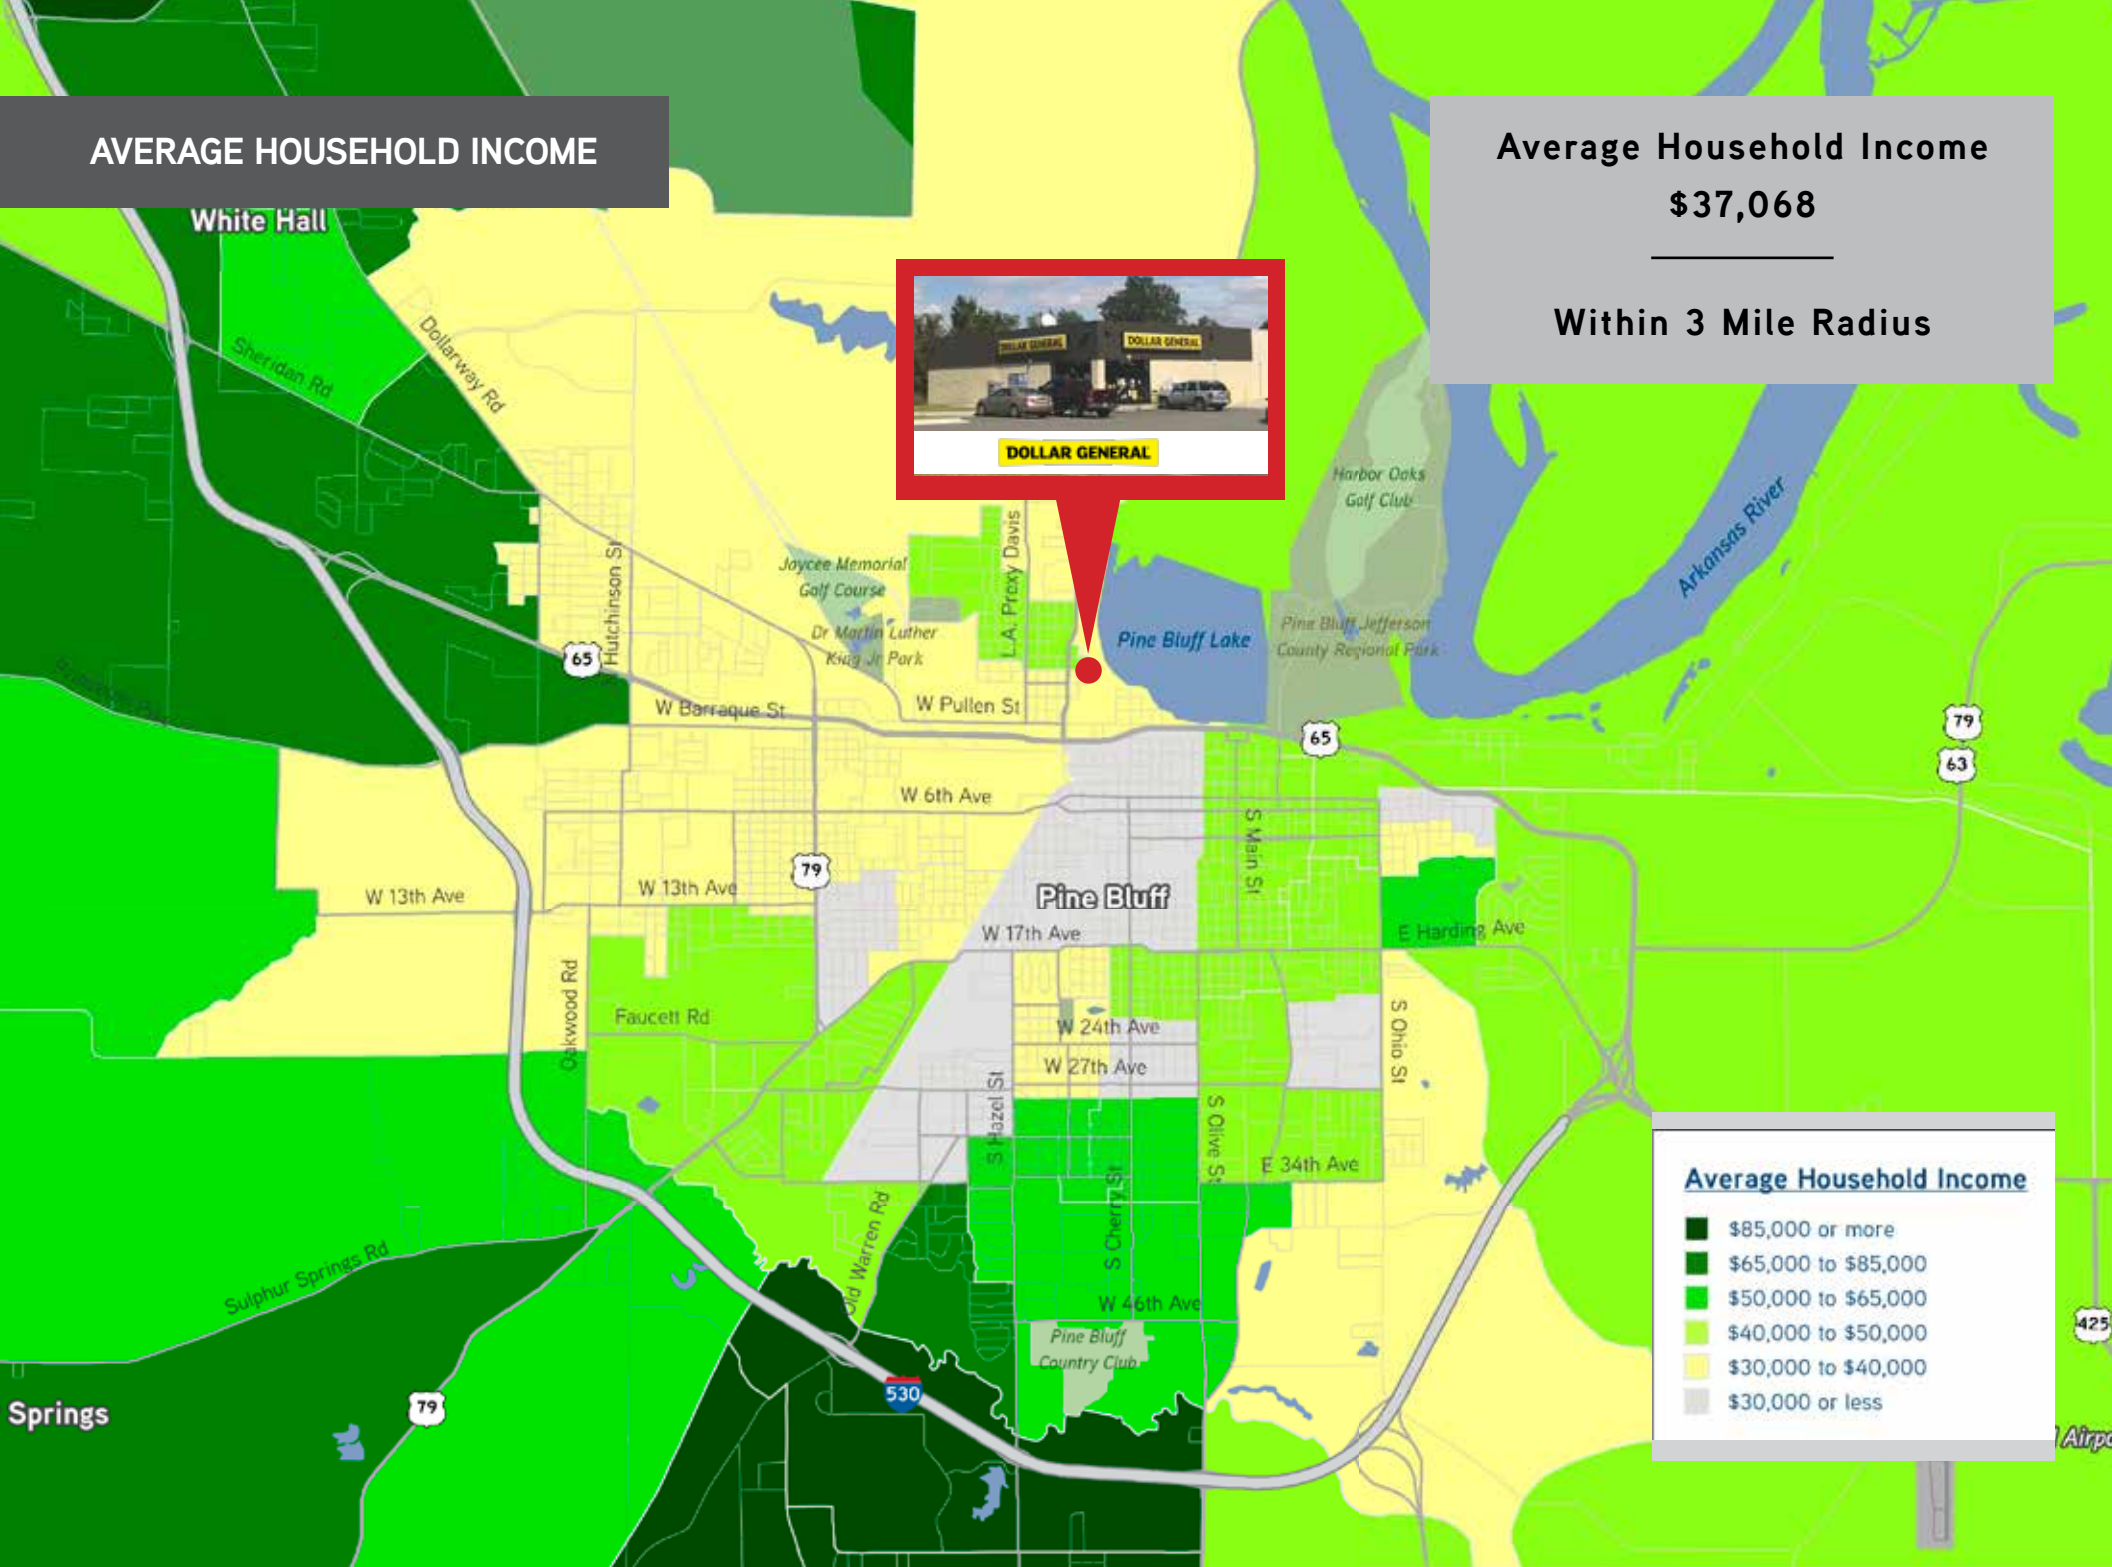 AVERAGE HOUSEHOLD INCOME
Average Household Income
$37,068
Within 3 Mile Radius
White Hall
Sheridan Rd
Dollarway Rd
DOLLAR GENERAL
DOLLAR GENERAL
DOLLAR GENERAL
Harbor Oaks
Golf Club
Arkansas River
L.A. Prexy Davis
Jaycee Memorial
Golf Course
Dr Martin Luther
King Jr Park
Hutchinson St
65
Pine Bluff Lake
Pine Bluff Jefferson
County Regional Park
W Barraque St
W Pullen St
65
79
63
W 6th Ave
S Main St
79
W 13th Ave
W 13th Ave
Pine Bluff
W 17th Ave
E Harding Ave
Oakwood Rd
Faucett Rd
W 24th Ave
W 27th Ave
S Ohio St
S Hazel St
S Olive St
E 34th Ave
S Cherry St
Old Warren Rd
Sulphur Springs Rd
W 46th Ave
Pine Bluff
Country Club
530
79
Springs
425
Average Household Income
$85,000 or more
$65,000 to $85,000
$50,000 to $65,000
$40,000 to $50,000
$30,000 to $40,000
$30,000 or less